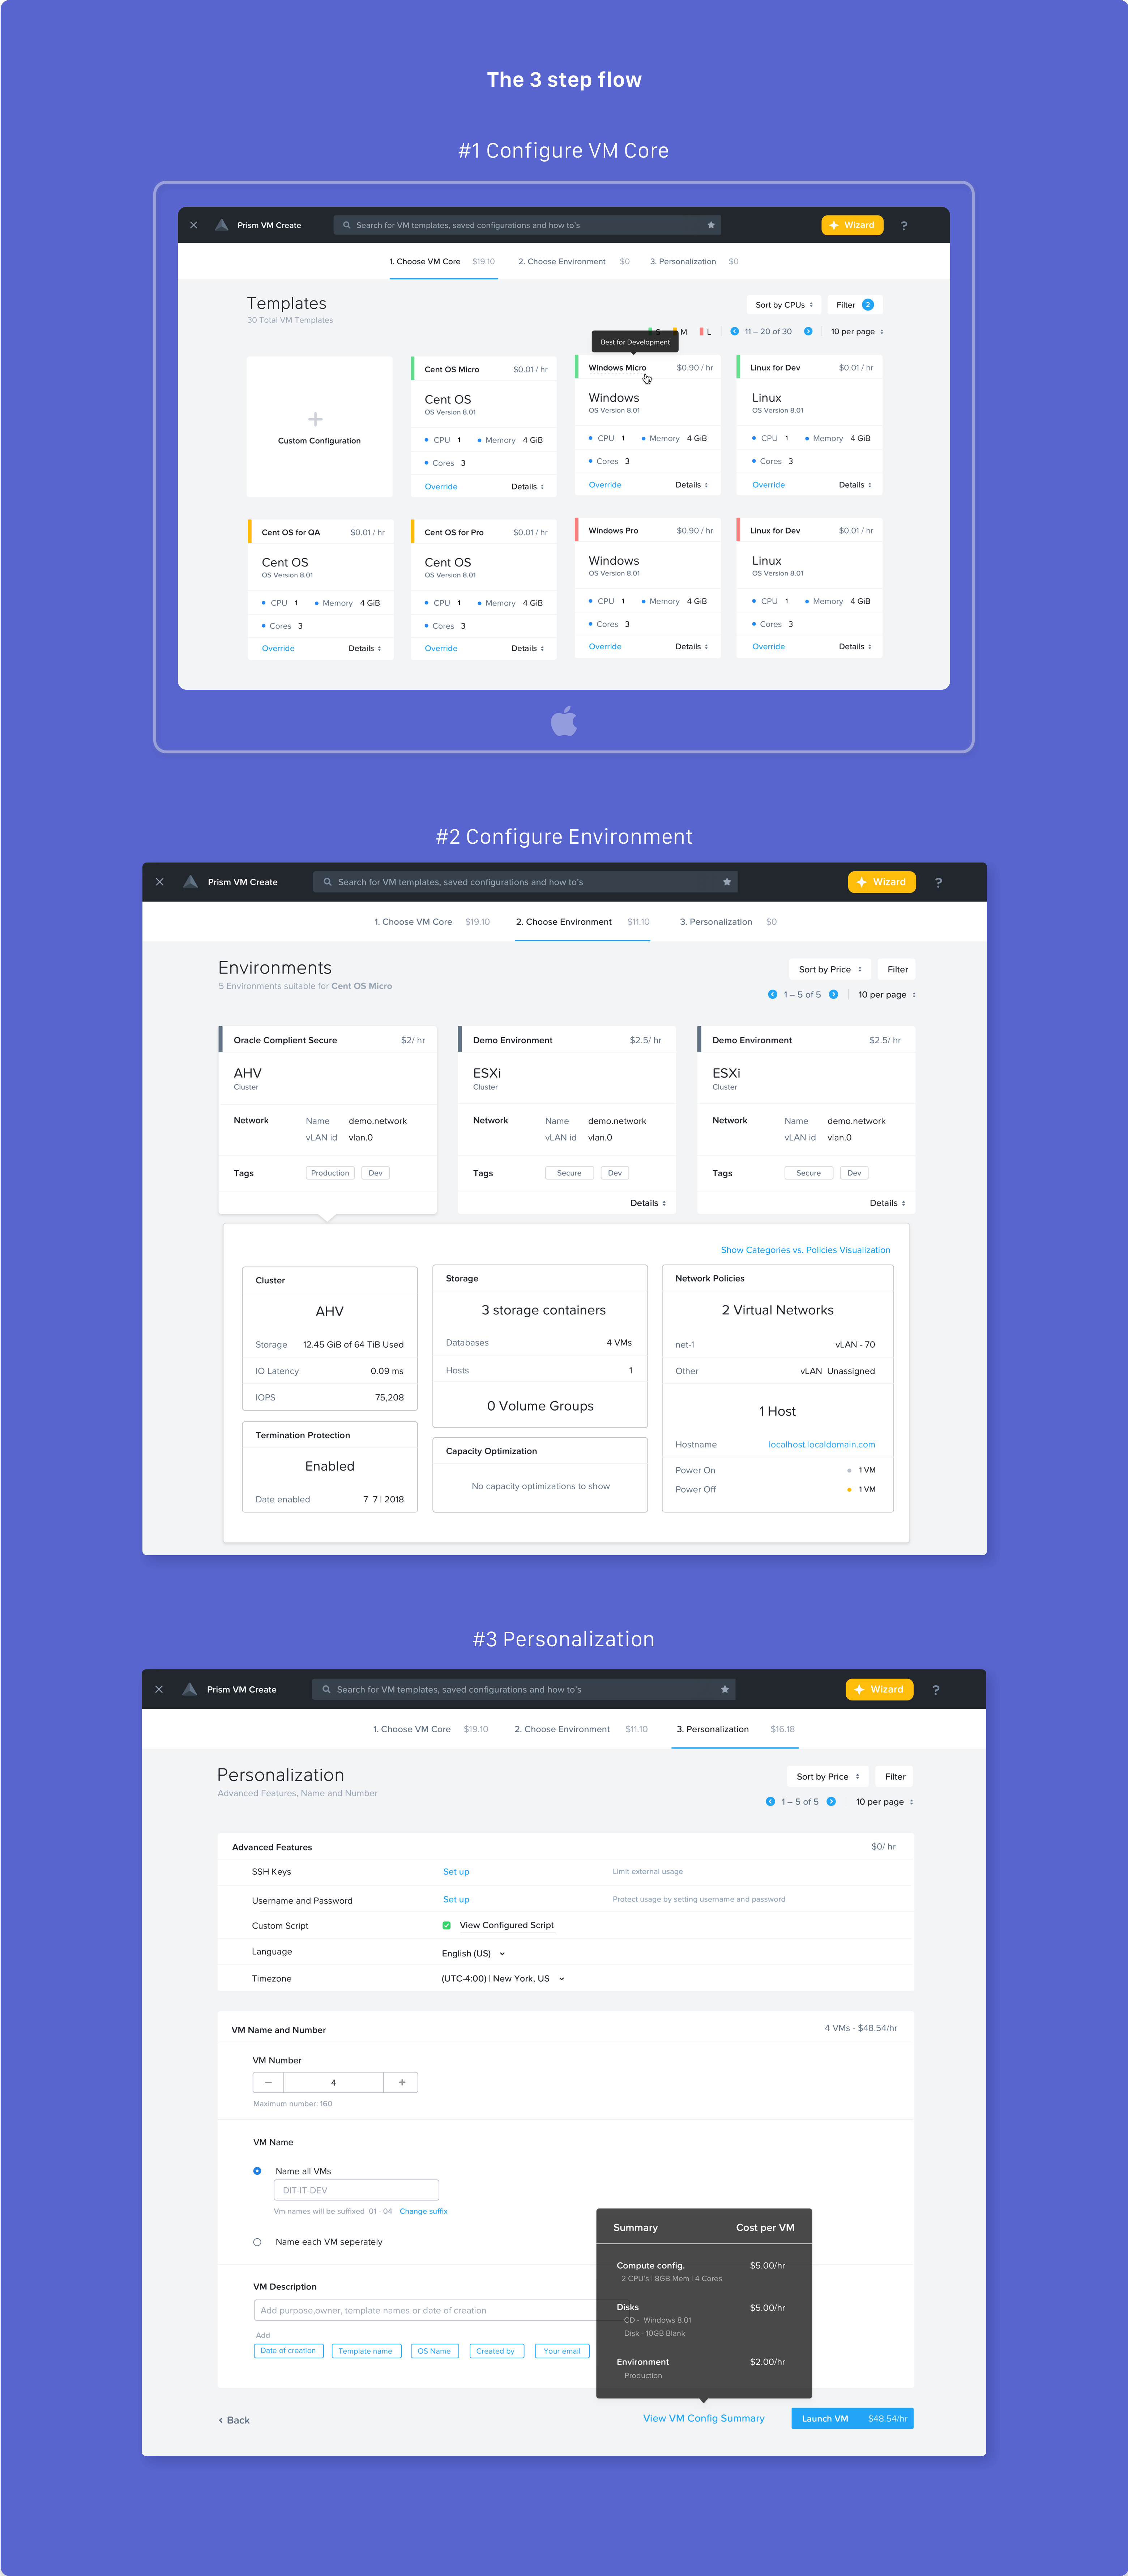 The 3 step flow
#1 Configure VM Core
Prism VM Create
Search for VM templates, saved configurations and how to's
Wizard
?
1. Choose VM Core $19.10 2. Choose Environment $0 3. Personalization $0
Templates
30 Total VM Templates
Sort by CPUs
Filter 2
S M L 11 – 20 of 30 10 per page
Best for Development
Custom Configuration
Cent OS Micro $0.01 / hr
Cent OS
OS Version 8.01
CPU 1 Memory 4 GiB
Cores 3
Override Details
Windows Micro $0.90 / hr
Windows
OS Version 8.01
CPU 1 Memory 4 GiB
Cores 3
Override Details
Linux for Dev $0.01 / hr
Linux
OS Version 8.01
CPU 1 Memory 4 GiB
Cores 3
Override Details
Cent OS for QA $0.01 / hr
Cent OS
OS Version 8.01
CPU 1 Memory 4 GiB
Cores 3
Override Details
Cent OS for Pro $0.01 / hr
Cent OS
OS Version 8.01
CPU 1 Memory 4 GiB
Cores 3
Override Details
Windows Pro $0.90 / hr
Windows
OS Version 8.01
CPU 1 Memory 4 GiB
Cores 3
Override Details
Linux for Dev $0.01 / hr
Linux
OS Version 8.01
CPU 1 Memory 4 GiB
Cores 3
Override Details
#2 Configure Environment
Prism VM Create
Search for VM templates, saved configurations and how to's
Wizard
?
1. Choose VM Core $19.10 2. Choose Environment $11.10 3. Personalization $0
Environments
5 Environments suitable for Cent OS Micro
Sort by Price
Filter
1 – 5 of 5 10 per page
Oracle Complient Secure $2/ hr
AHV
Cluster
Network Name demo.network
vLAN id vlan.0
Tags Production Dev
Demo Environment $2.5/ hr
ESXi
Cluster
Network Name demo.network
vLAN id vlan.0
Tags Secure Dev
Details
Demo Environment $2.5/ hr
ESXi
Cluster
Network Name demo.network
vLAN id vlan.0
Tags Secure Dev
Details
Show Categories vs. Policies Visualization
Cluster
AHV
Storage 12.45 GiB of 64 TiB Used
IO Latency 0.09 ms
IOPS 75,208
Termination Protection
Enabled
Date enabled 7 7 | 2018
Storage
3 storage containers
Databases 4 VMs
Hosts 1
0 Volume Groups
Capacity Optimization
No capacity optimizations to show
Network Policies
2 Virtual Networks
net-1 vLAN - 70
Other vLAN Unassigned
1 Host
Hostname localhost.localdomain.com
Power On 1 VM
Power Off 1 VM
#3 Personalization
Prism VM Create
Search for VM templates, saved configurations and how to's
Wizard
?
1. Choose VM Core $19.10 2. Choose Environment $11.10 3. Personalization $16.18
Personalization
Advanced Features, Name and Number
Sort by Price
Filter
1 – 5 of 5 10 per page
Advanced Features $0/ hr
SSH Keys Set up Limit external usage
Username and Password Set up Protect usage by setting username and password
Custom Script View Configured Script
Language English (US)
Timezone (UTC-4:00) | New York, US
VM Name and Number 4 VMs - $48.54/hr
VM Number
− 4 +
Maximum number: 160
VM Name
Name all VMs
DIT-IT-DEV
Vm names will be suffixed 01 - 04 Change suffix
Name each VM seperately
VM Description
Add purpose,owner, template names or date of creation
Add
Date of creation Template name OS Name Created by Your email
Summary Cost per VM
Compute config. $5.00/hr
2 CPU's | 8GB Mem | 4 Cores
Disks $5.00/hr
CD - Windows 8.01
Disk - 10GB Blank
Environment $2.00/hr
Production
Back
View VM Config Summary
Launch VM $48.54/hr